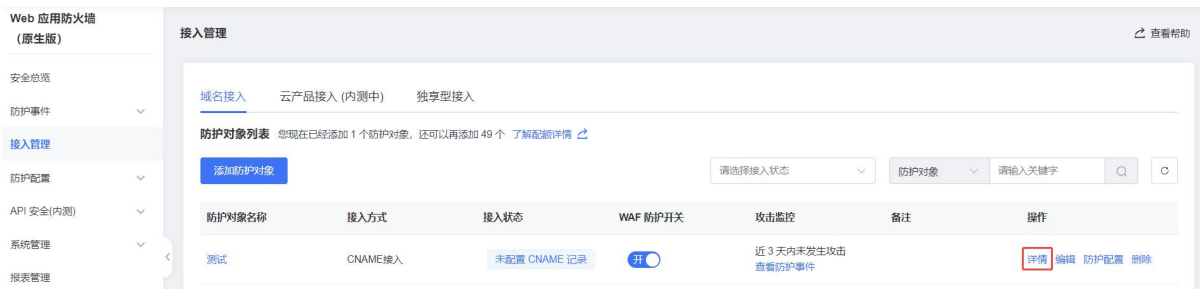 Web 应用防火墙
（原生版）
安全总览
防护事件
接入管理
防护配置
API 安全(内测)
系统管理
报表管理
接入管理
查看帮助
域名接入 云产品接入 (内测中) 独享型接入
防护对象列表 您现在已经添加 1 个防护对象, 还可以再添加 49 个 了解配额详情
添加防护对象 请选择接入状态 防护对象 请输入关键字
防护对象名称 接入方式 接入状态 WAF 防护开关 攻击监控 备注 操作
测试 CNAME接入 未配置 CNAME 记录 开 近 3 天内未发生攻击 详情 编辑 防护配置 删除
查看防护事件